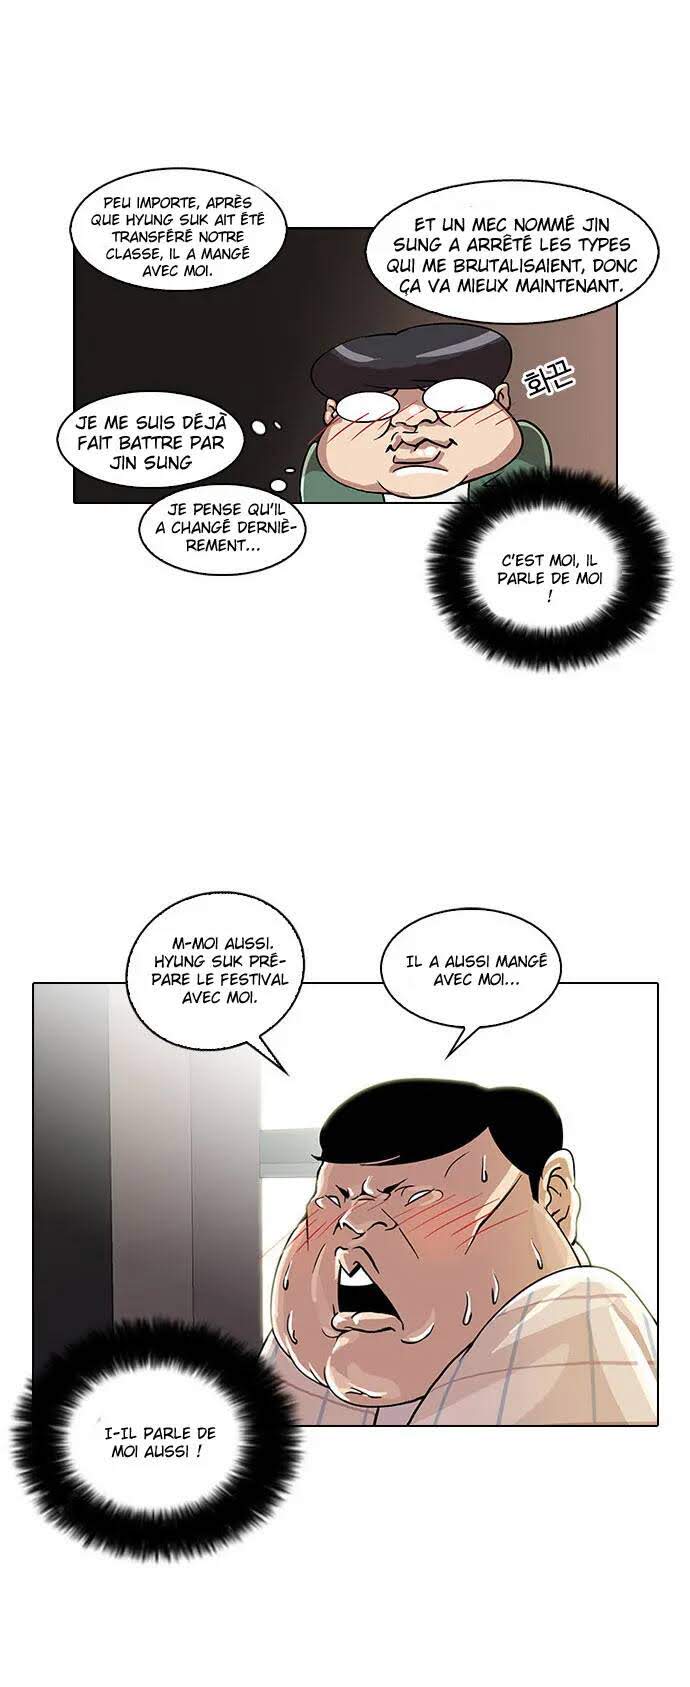 PEU IMPORTE, APRÈS
QUE HYUNG SUK AIT ÉTÉ
TRANSFÉRÉ NOTRE
CLASSE, IL A MANGÉ
AVEC MOI.
ET UN MEC NOMMÉ JIN
SUNG A ARRÊTÉ LES TYPES
QUI ME BRUTALISAIENT, DONC
ÇA VA MIEUX MAINTENANT.
화끈
JE ME SUIS DÉJÀ
FAIT BATTRE PAR
JIN SUNG
JE PENSE QU'IL
A CHANGÉ DERNIÈ-
REMENT...
C'EST MOI, IL
PARLE DE MOI
!
M-MOI AUSSI.
HYUNG SUK PRÉ-
PARE LE FESTIVAL
AVEC MOI.
IL A AUSSI MANGÉ
AVEC MOI...
I-IL PARLE DE
MOI AUSSI !